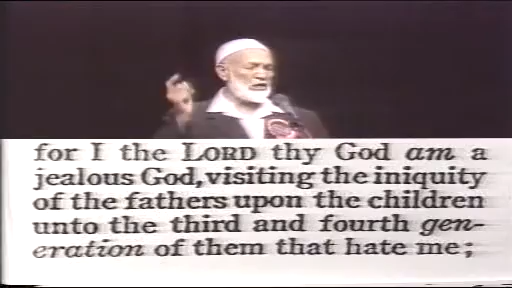 for I the LORD thy God am a
jealous God, visiting the iniquity
of the fathers upon the children
unto the third and fourth gen-
eration of them that hate me;